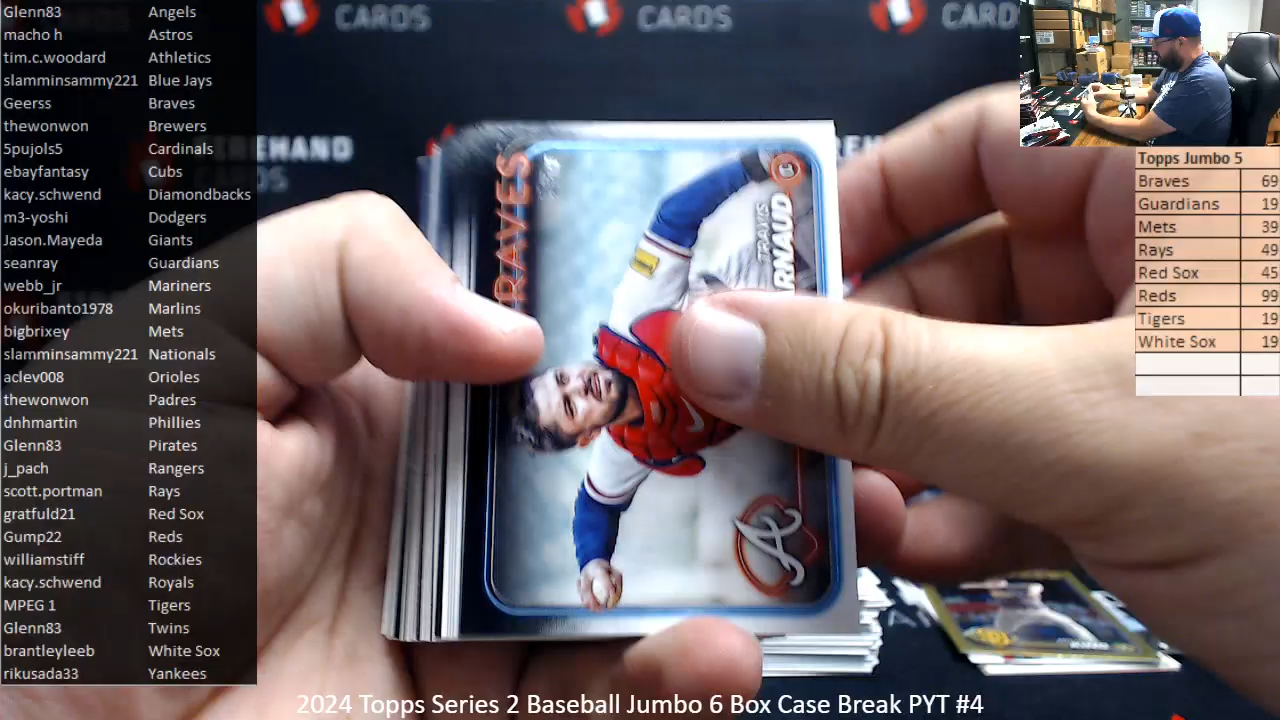 Glenn83 Angels
macho h Astros
tim.c.woodard Athletics
slamminsammy221 Blue Jays
Geerss Braves
thewonwon Brewers
5pujols5 Cardinals
ebayfantasy Cubs
kacy.schwend Diamondbacks
m3-yoshi Dodgers
Jason.Mayeda Giants
seanray Guardians
webb_jr Mariners
okuribanto1978 Marlins
bigbrixey Mets
slamminsammy221 Nationals
aclev008 Orioles
thewonwon Padres
dnhmartin Phillies
Glenn83 Pirates
j_pach Rangers
scott.portman Rays
gratfuld21 Red Sox
Gump22 Reds
williamstiff Rockies
kacy.schwend Royals
MPEG 1 Tigers
Glenn83 Twins
brantleyleeb White Sox
rikusada33 Yankees
CARDS
CARDS
CARD
REHAND
RAVES
TRAVIS
RNAUD
C
A
Topps Jumbo 5
Braves 69
Guardians 19
Mets 39
Rays 49
Red Sox 45
Reds 99
Tigers 19
White Sox 19
2024 Topps Series 2 Baseball Jumbo 6 Box Case Break PYT #4